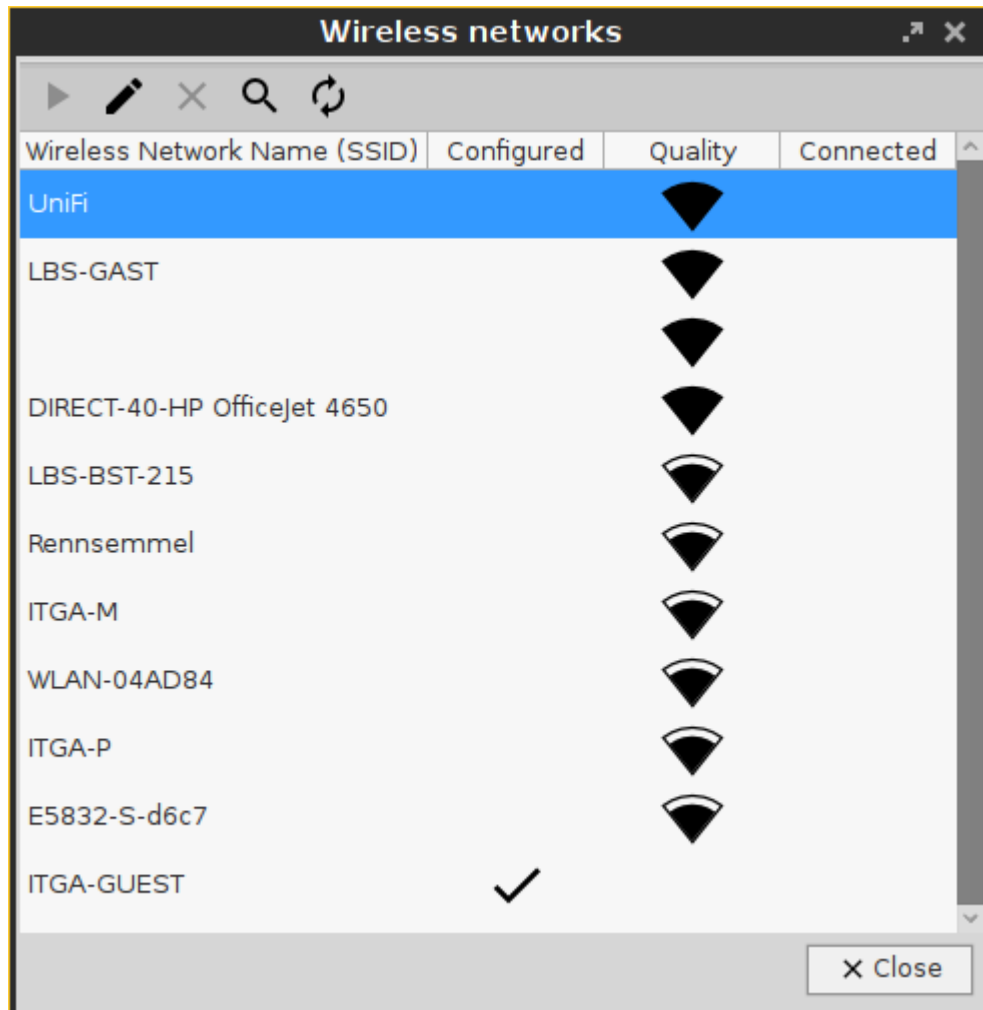 Wireless networks
Wireless Network Name (SSID) Configured Quality Connected
UniFi
LBS-GAST
DIRECT-40-HP OfficeJet 4650
LBS-BST-215
Rennsemmel
ITGA-M
WLAN-04AD84
ITGA-P
E5832-S-d6c7
ITGA-GUEST
Close